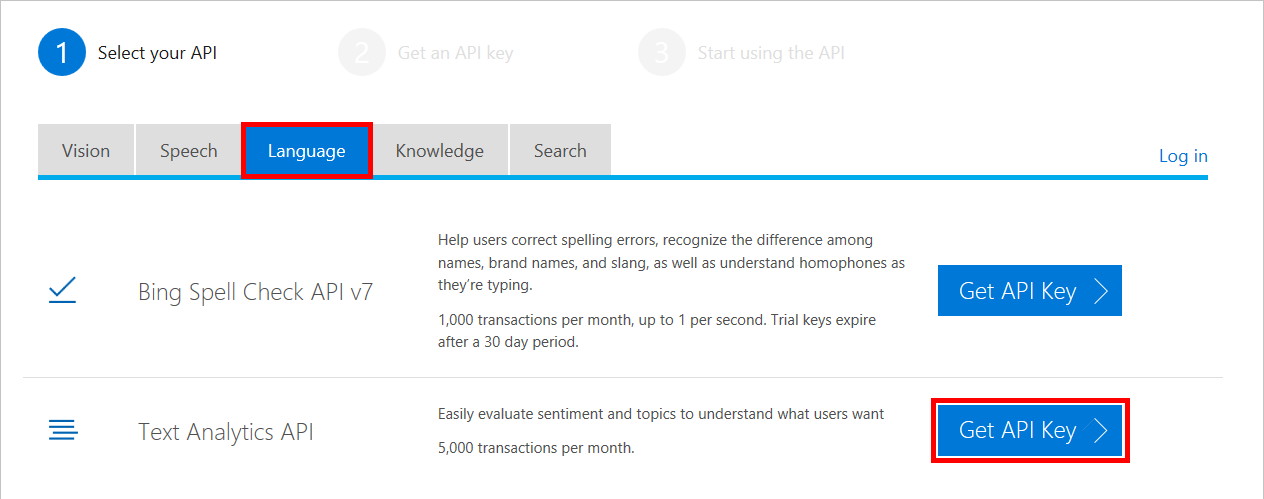 1 Select your API 2 Get an API key 3 Start using the API
Vision Speech Language Knowledge Search Log in
Help users correct spelling errors, recognize the difference among
names, brand names, and slang, as well as understand homophones as
they're typing.
Bing Spell Check API v7
Get API Key
1,000 transactions per month, up to 1 per second. Trial keys expire
after a 30 day period.
Easily evaluate sentiment and topics to understand what users want
Text Analytics API
Get API Key
5,000 transactions per month.